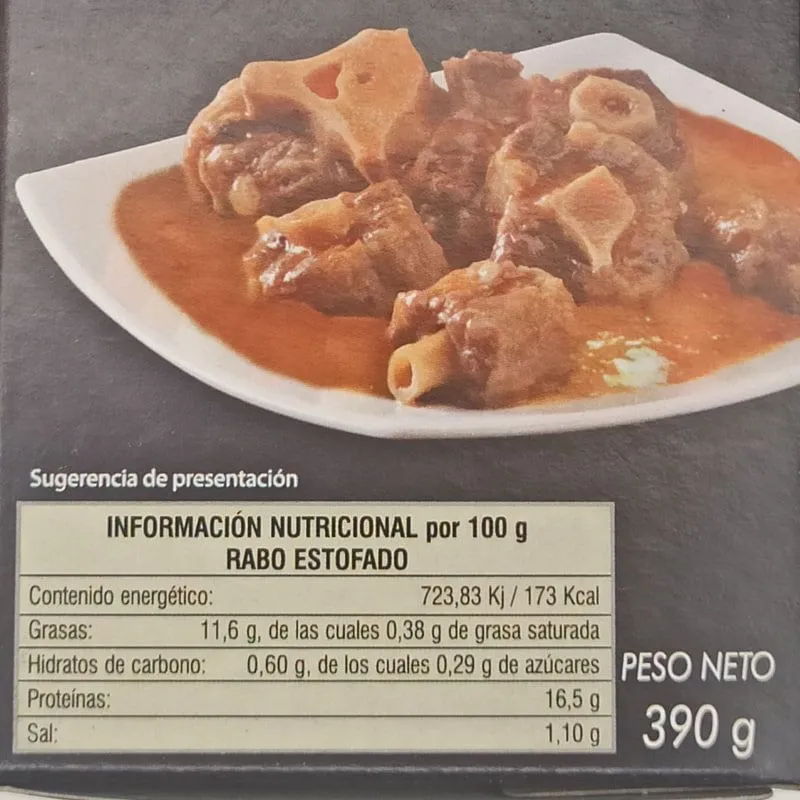 Sugerencia de presentación
INFORMACIÓN NUTRICIONAL por 100 g
RABO ESTOFADO
Contenido energético: 723,83 Kj / 173 Kcal
Grasas: 11,6 g, de las cuales 0,38 g de grasa saturada
Hidratos de carbono: 0,60 g, de los cuales 0,29 g de azúcares
Proteínas: 16,5 g
Sal: 1,10 g
PESO NETO
390 g